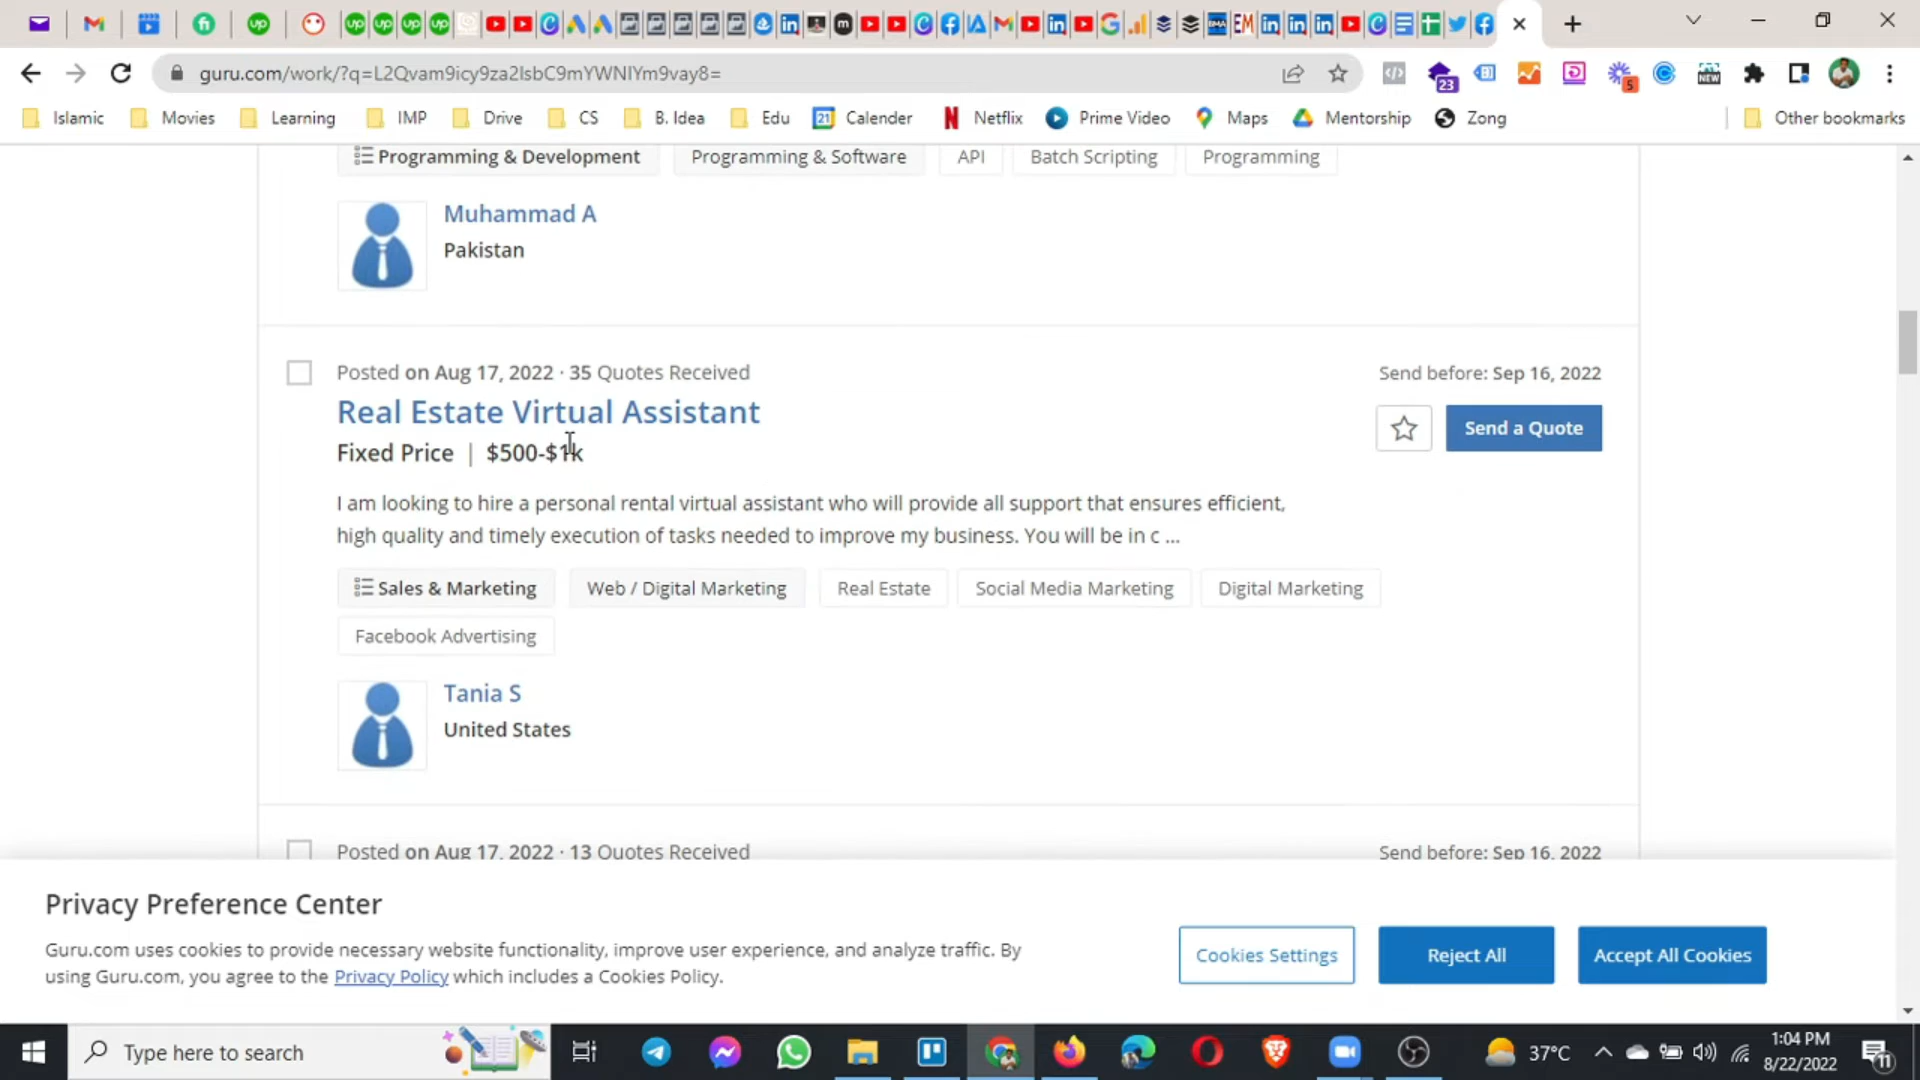 guru.com/work/?q=L2Qvam9icy9za2lsbC9mYWNlYm9vay8=
23
5
NEW
Islamic Movies Learning IMP Drive CS B. Idea Edu 21 Calender Netflix Prime Video Maps Mentorship Zong Other bookmarks
Programming & Development Programming & Software API Batch Scripting Programming
Muhammad A
Pakistan
Posted on Aug 17, 2022 · 35 Quotes Received Send before: Sep 16, 2022
Real Estate Virtual Assistant Send a Quote
Fixed Price | $500-$1k
I am looking to hire a personal rental virtual assistant who will provide all support that ensures efficient,
high quality and timely execution of tasks needed to improve my business. You will be in c ...
Sales & Marketing Web / Digital Marketing Real Estate Social Media Marketing Digital Marketing
Facebook Advertising
Tania S
United States
Posted on Aug 17, 2022 · 13 Quotes Received Send before: Sep 16, 2022
Privacy Preference Center
Guru.com uses cookies to provide necessary website functionality, improve user experience, and analyze traffic. By
using Guru.com, you agree to the Privacy Policy which includes a Cookies Policy.
Cookies Settings Reject All Accept All Cookies
Type here to search 37°C 1:04 PM
8/22/2022 11